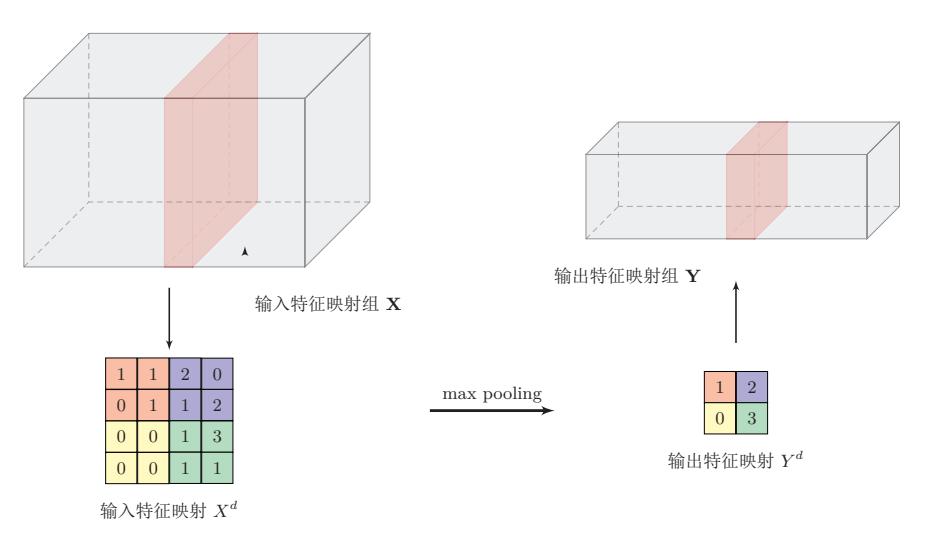 输入特征映射组 X
输出特征映射组 Y
1 1 2 0
0 1 1 2
0 0 1 3
0 0 1 1
max pooling
1 2
0 3
输入特征映射 X^d
输出特征映射 Y^d